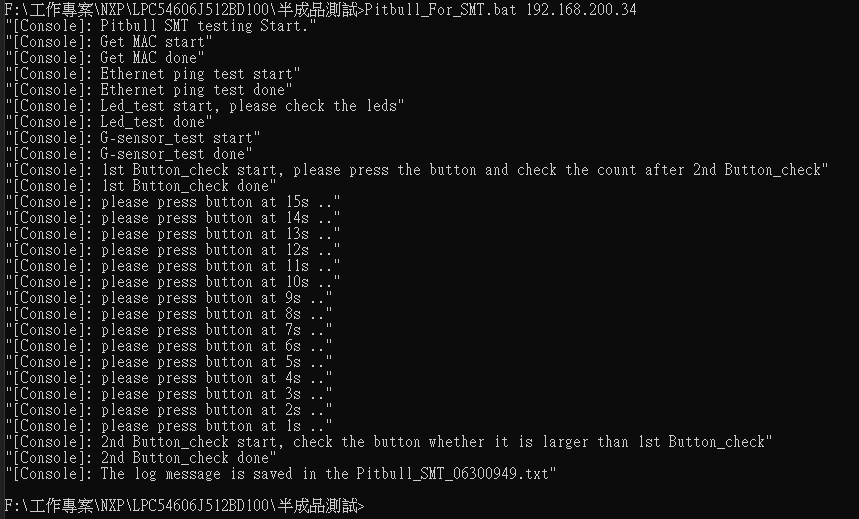 F:\工作專案\NXP\LPC54606J512BD100\半成品測試>Pitbull_For_SMT.bat 192.168.200.34
"[Console]: Pitbull SMT testing Start."
"[Console]: Get MAC start"
"[Console]: Get MAC done"
"[Console]: Ethernet ping test start"
"[Console]: Ethernet ping test done"
"[Console]: Led_test start, please check the leds"
"[Console]: Led_test done"
"[Console]: G-sensor_test start"
"[Console]: G-sensor_test done"
"[Console]: 1st Button_check start, please press the button and check the count after 2nd Button_check"
"[Console]: 1st Button_check done"
"[Console]: please press button at 15s .."
"[Console]: please press button at 14s .."
"[Console]: please press button at 13s .."
"[Console]: please press button at 12s .."
"[Console]: please press button at 11s .."
"[Console]: please press button at 10s .."
"[Console]: please press button at 9s .."
"[Console]: please press button at 8s .."
"[Console]: please press button at 7s .."
"[Console]: please press button at 6s .."
"[Console]: please press button at 5s .."
"[Console]: please press button at 4s .."
"[Console]: please press button at 3s .."
"[Console]: please press button at 2s .."
"[Console]: please press button at 1s .."
"[Console]: 2nd Button_check start, check the button whether it is larger than 1st Button_check"
"[Console]: 2nd Button_check done"
"[Console]: The log message is saved in the Pitbull_SMT_06300949.txt"
F:\工作專案\NXP\LPC54606J512BD100\半成品測試>